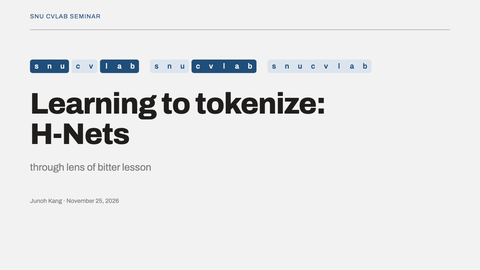 SNU CVLAB SEMINAR
s n u c v l a b s n u c v l a b s n u c v l a b
Learning to tokenize:
H-Nets
through lens of bitter lesson
Junoh Kang · November 25, 2026